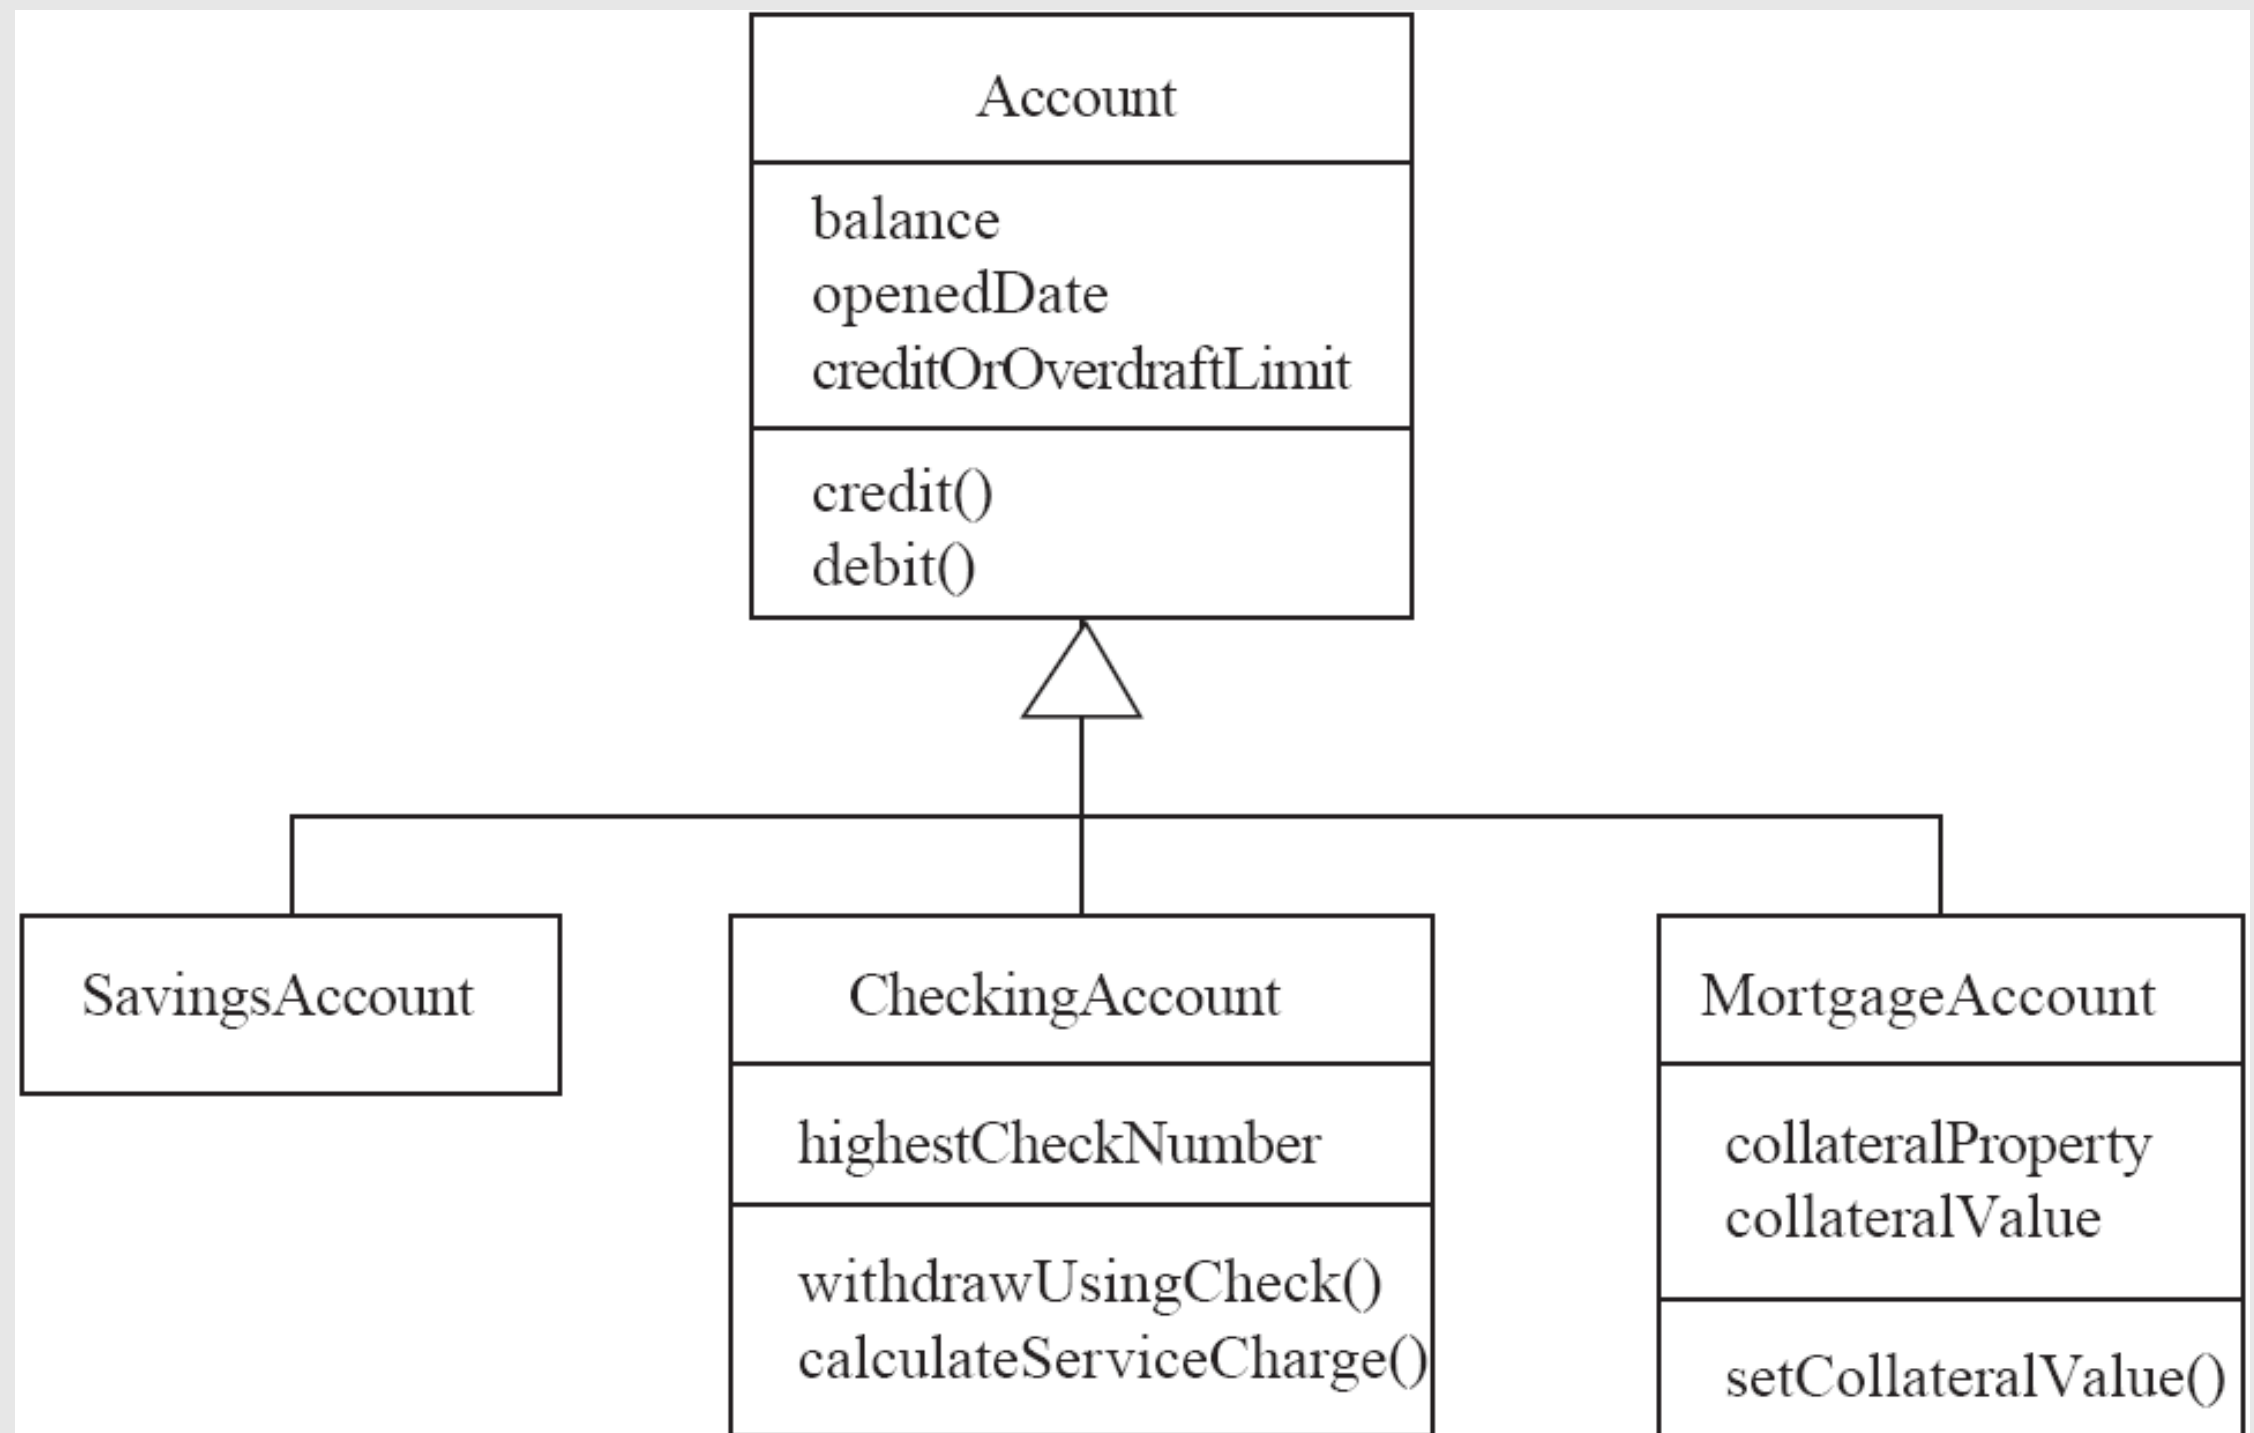 Account
balance
openedDate
creditOrOverdraftLimit
credit()
debit()
SavingsAccount
CheckingAccount
highestCheckNumber
withdrawUsingCheck()
calculateServiceCharge()
MortgageAccount
collateralProperty
collateralValue
setCollateralValue()